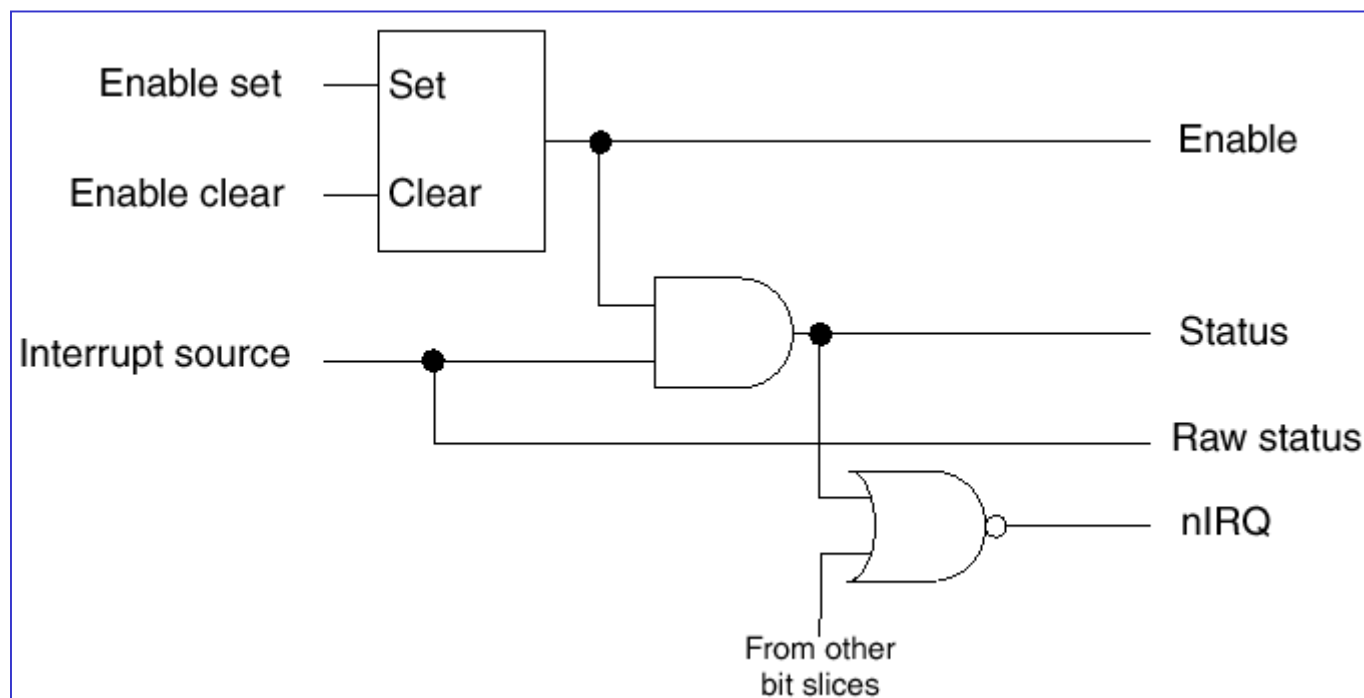 Enable set
Set
Enable
Enable clear
Clear
Interrupt source
Status
Raw status
nIRQ
From other
bit slices